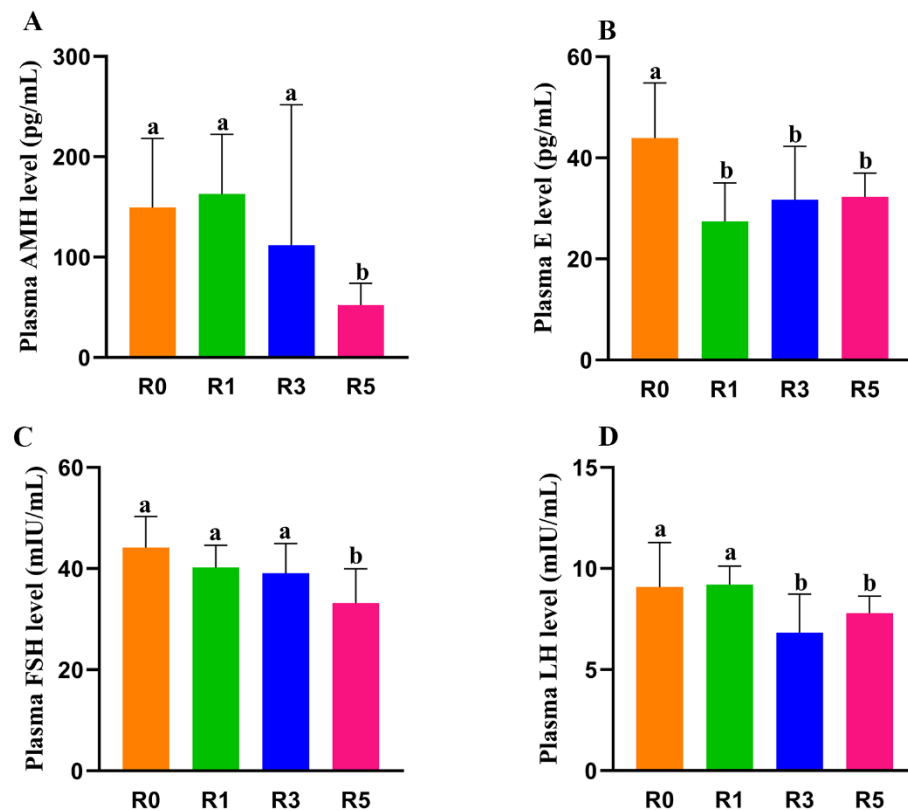 A
Plasma AMH level (pg/mL)
300
200
100
0
a
a
a
b
R0 R1 R3 R5
B
Plasma E level (pg/mL)
60
40
20
0
a
b
b
b
R0 R1 R3 R5
C
Plasma FSH level (mIU/mL)
60
40
20
0
a
a
a
b
R0 R1 R3 R5
D
Plasma LH level (mIU/mL)
15
10
5
0
a
a
b
b
R0 R1 R3 R5